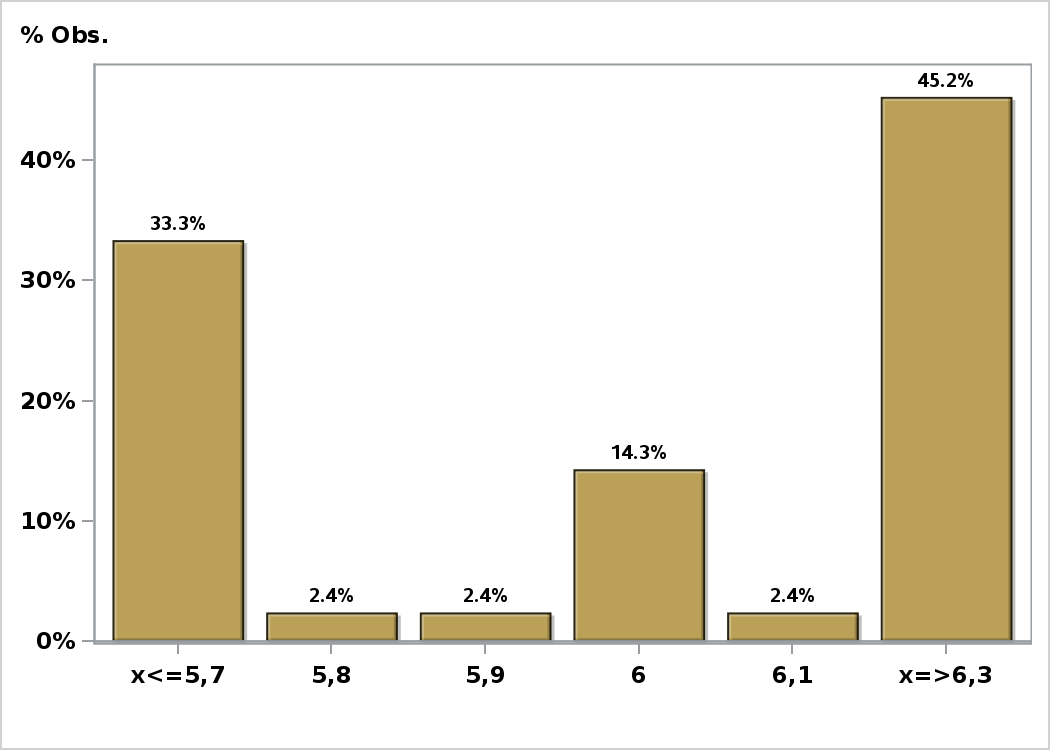 % Obs.
45.2%
40%
33.3%
30%
20%
14.3%
10%
2.4% 2.4% 2.4%
0%
x<=5,7 5,8 5,9 6 6,1 x=>6,3